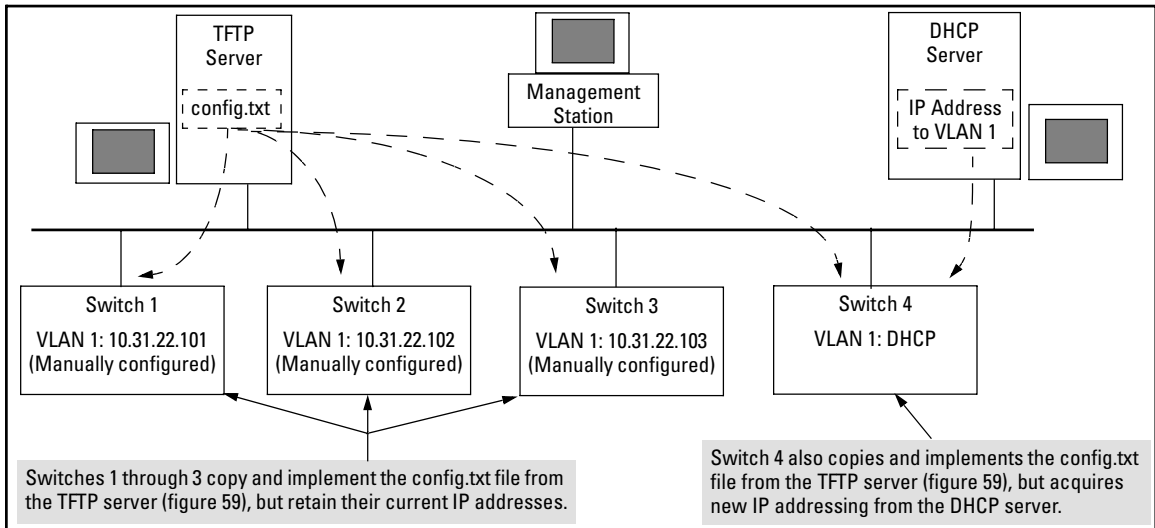 TFTP
Server
config.txt
Management
Station
DHCP
Server
IP Address
to VLAN 1
Switch 1
VLAN 1: 10.31.22.101
(Manually configured)
Switch 2
VLAN 1: 10.31.22.102
(Manually configured)
Switch 3
VLAN 1: 10.31.22.103
(Manually configured)
Switch 4
VLAN 1: DHCP
Switches 1 through 3 copy and implement the config.txt file from
the TFTP server (figure 59), but retain their current IP addresses.
Switch 4 also copies and implements the config.txt
file from the TFTP server (figure 59), but acquires
new IP addressing from the DHCP server.